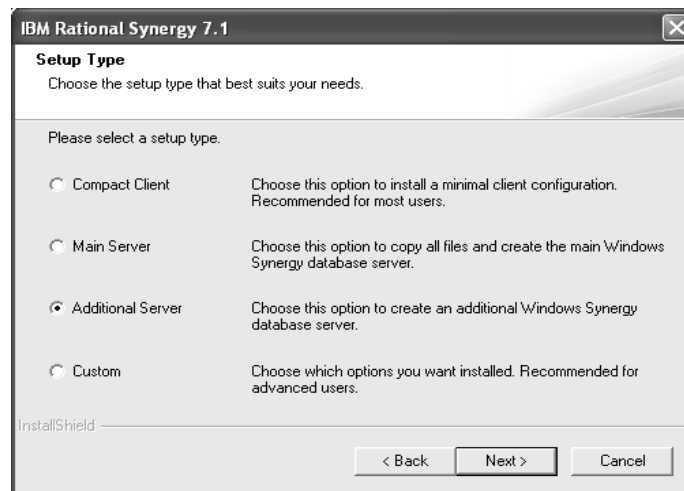 IBM Rational Synergy 7.1
Setup Type
Choose the setup type that best suits your needs.
Please select a setup type.
Compact Client
Choose this option to install a minimal client configuration.
Recommended for most users.
Main Server
Choose this option to copy all files and create the main Windows
Synergy database server.
Additional Server
Choose this option to create an additional Windows Synergy
database server.
Custom
Choose which options you want installed. Recommended for
advanced users.
InstallShield
< Back
Next >
Cancel